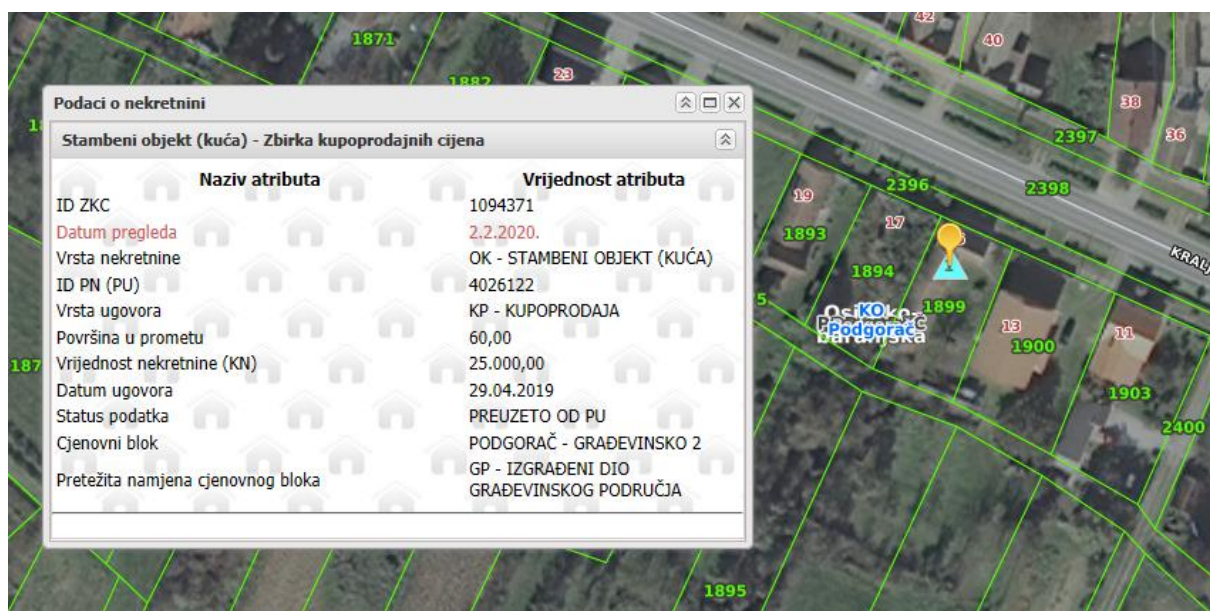 Podaci o nekretnini
Stambeni objekt (kuća) - Zbirka kupoprodajnih cijena
Naziv atributa Vrijednost atributa
ID ZKC 1094371
Datum pregleda 2.2.2020.
Vrsta nekretnine OK - STAMBENI OBJEKT (KUĆA)
ID PN (PU) 4026122
Vrsta ugovora KP - KUPOPRODAJA
Površina u prometu 60,00
Vrijednost nekretnine (KN) 25.000,00
Datum ugovora 29.04.2019
Status podatka PREUZETO OD PU
Cjenovni blok PODGORAČ - GRAĐEVINSKO 2
Pretežita namjena cjenovnog bloka GP - IZGRAĐENI DIO
GRAĐEVINSKOG PODRUČJA
1871
42
40
1882
23
38
2397
36
19
2396
2398
17
1893
KRALJ
1894
1899
KO
Podgorač
13
11
1900
1903
2400
1895